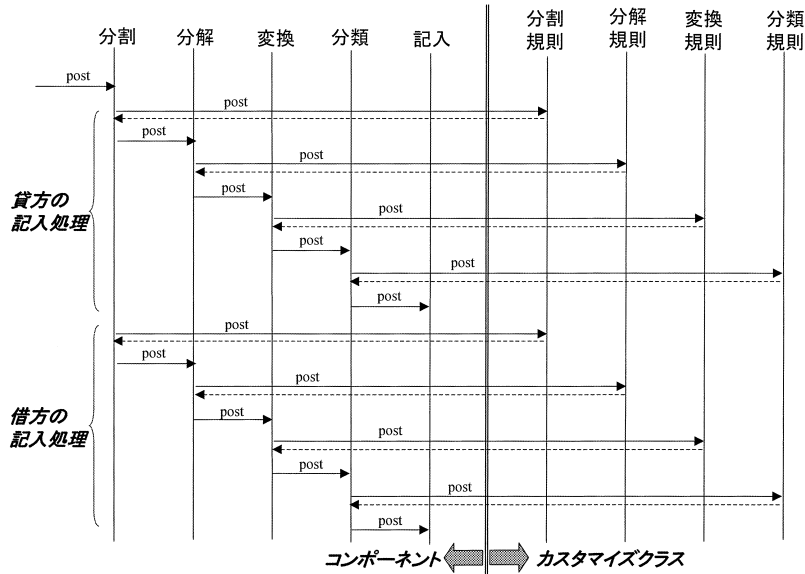 分割
分解
変換
分類
記入
分割
規則
分解
規則
変換
規則
分類
規則
post
post
post
post
post
post
post
post
post
貸方の
記入処理
post
post
post
post
post
post
post
post
借方の
記入処理
コンポーネント
カスタマイズクラス